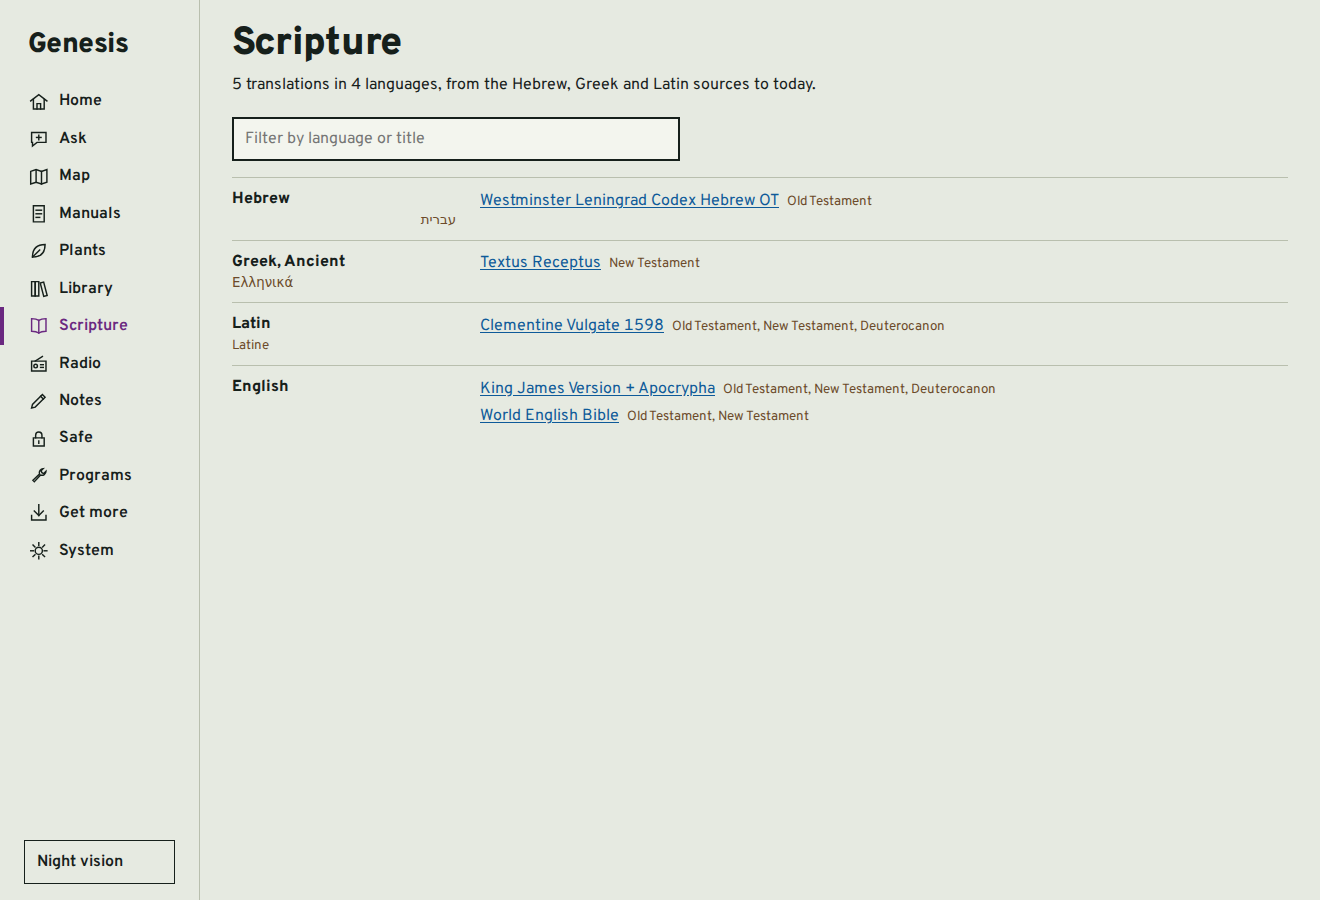 Genesis
Home
Ask
Map
Manuals
Plants
Library
Scripture
Radio
Notes
Safe
Programs
Get more
System
Night vision
Scripture
5 translations in 4 languages, from the Hebrew, Greek and Latin sources to today.
Filter by language or title
Hebrew
עברית
Westminster Leningrad Codex Hebrew OT Old Testament
Greek, Ancient
Ελληνικά
Textus Receptus New Testament
Latin
Latine
Clementine Vulgate 1598 Old Testament, New Testament, Deuterocanon
English
King James Version + Apocrypha Old Testament, New Testament, Deuterocanon
World English Bible Old Testament, New Testament